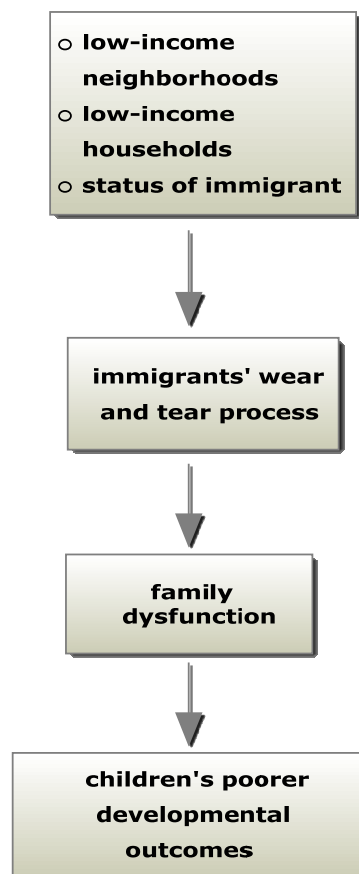 o low-income
neighborhoods
o low-income
households
o status of immigrant
immigrants' wear
and tear process
family
dysfunction
children's poorer
developmental
outcomes